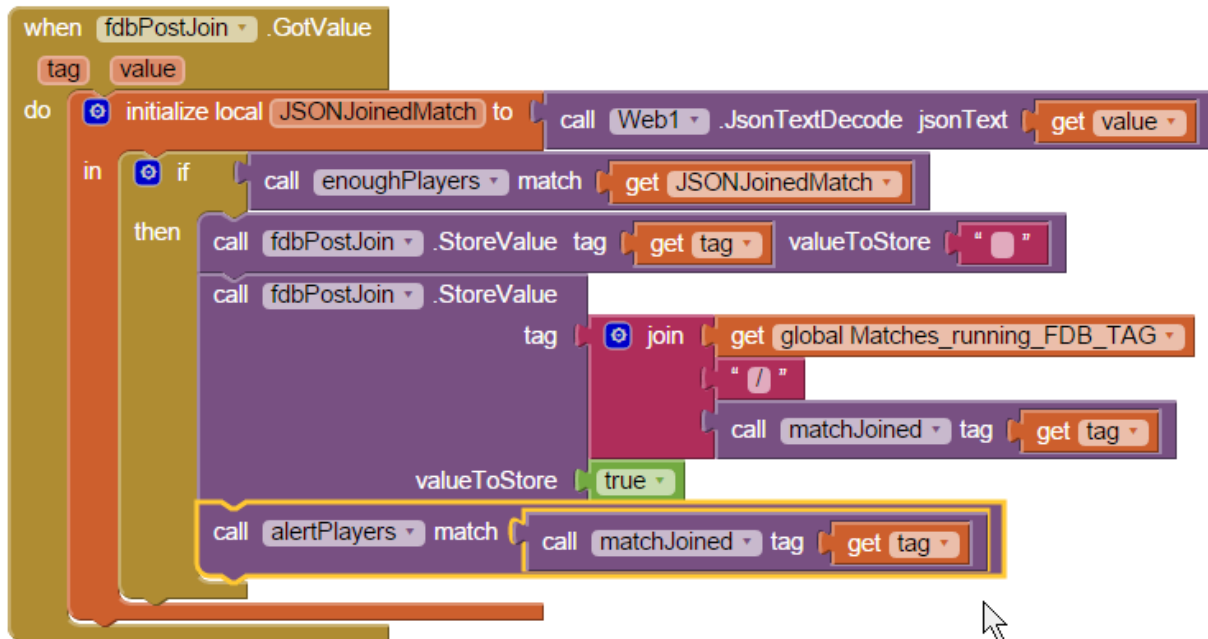 when fdbPostJoin .GotValue
tag value
do initialize local JSONJoinedMatch to call Web1 .JsonTextDecode jsonText get value
in if call enoughPlayers match get JSONJoinedMatch
then call fdbPostJoin .StoreValue tag get tag valueToStore “ ”
call fdbPostJoin .StoreValue
tag join get global Matches_running_FDB_TAG
“ / ”
call matchJoined tag get tag
valueToStore true
call alertPlayers match call matchJoined tag get tag